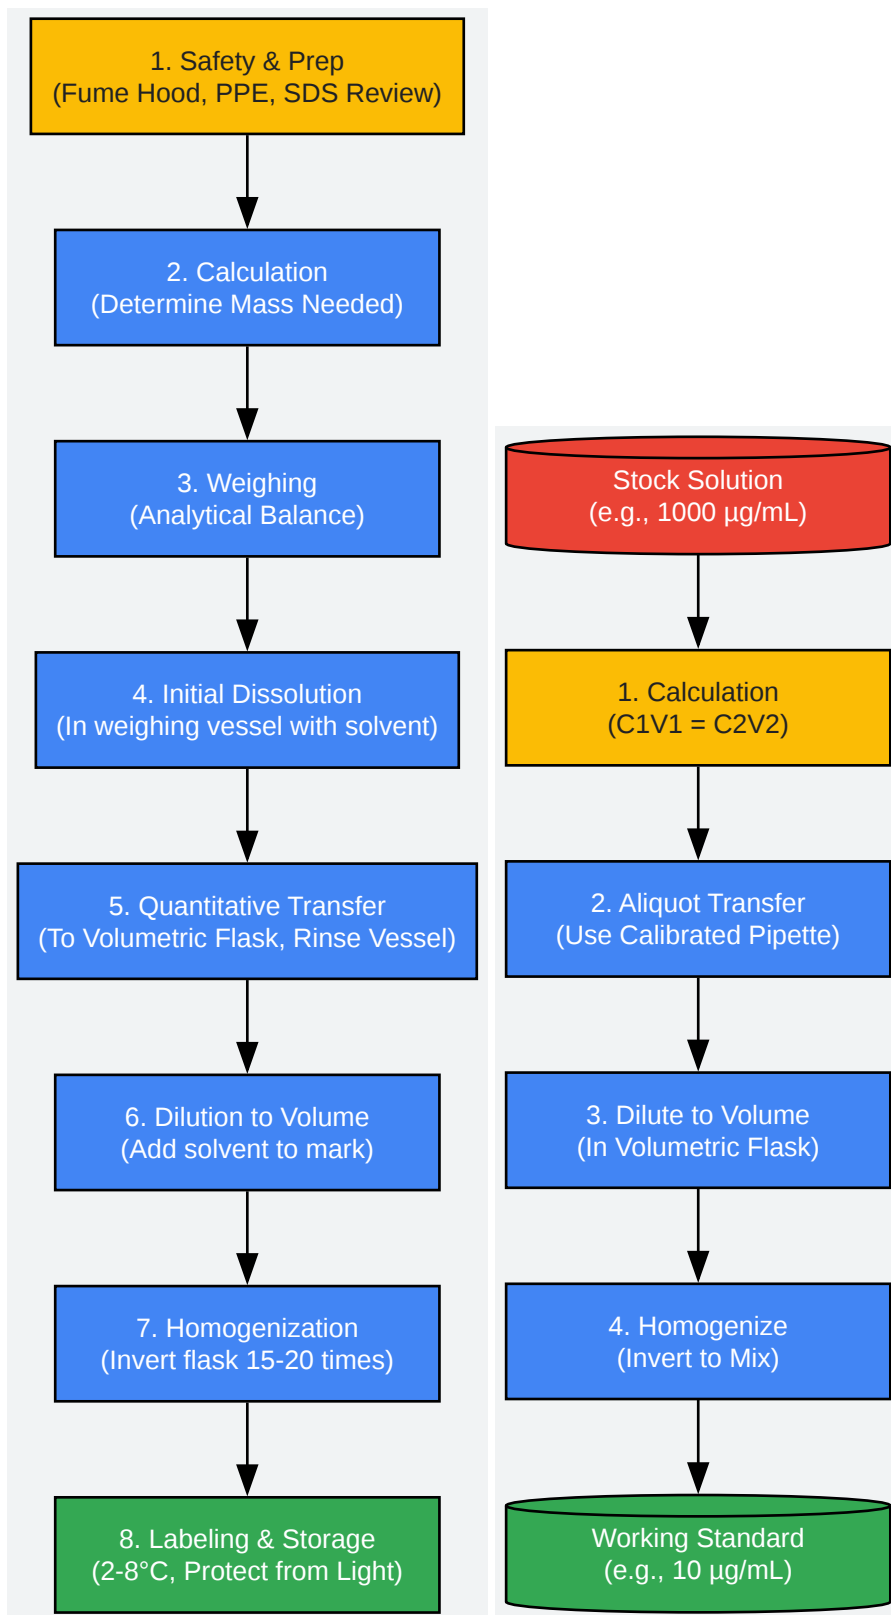 1. Safety & Prep
(Fume Hood, PPE, SDS Review)
2. Calculation
(Determine Mass Needed)
3. Weighing
(Analytical Balance)
4. Initial Dissolution
(In weighing vessel with solvent)
5. Quantitative Transfer
(To Volumetric Flask, Rinse Vessel)
6. Dilution to Volume
(Add solvent to mark)
7. Homogenization
(Invert flask 15-20 times)
8. Labeling & Storage
(2-8°C, Protect from Light)
Stock Solution
(e.g., 1000 µg/mL)
1. Calculation
(C1V1 = C2V2)
2. Aliquot Transfer
(Use Calibrated Pipette)
3. Dilute to Volume
(In Volumetric Flask)
4. Homogenize
(Invert to Mix)
Working Standard
(e.g., 10 µg/mL)